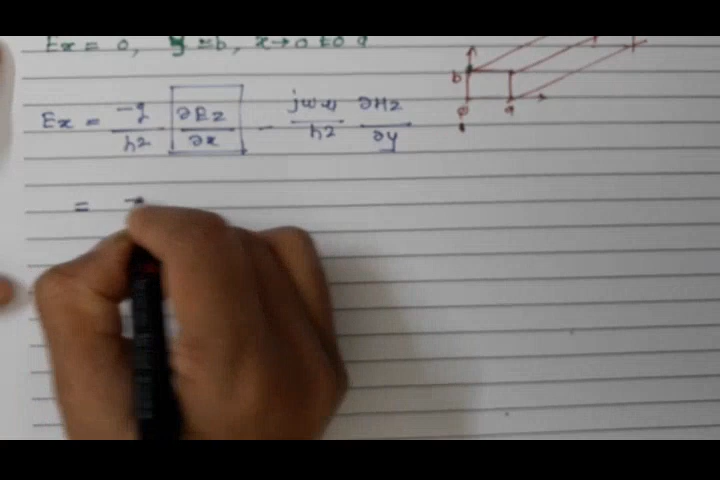 Ex = 0, y = b, x → 0 to a
b
0 a
Ex = -γ/h² ∂Ez/∂x - jωμ/h² ∂Hz/∂y
= -